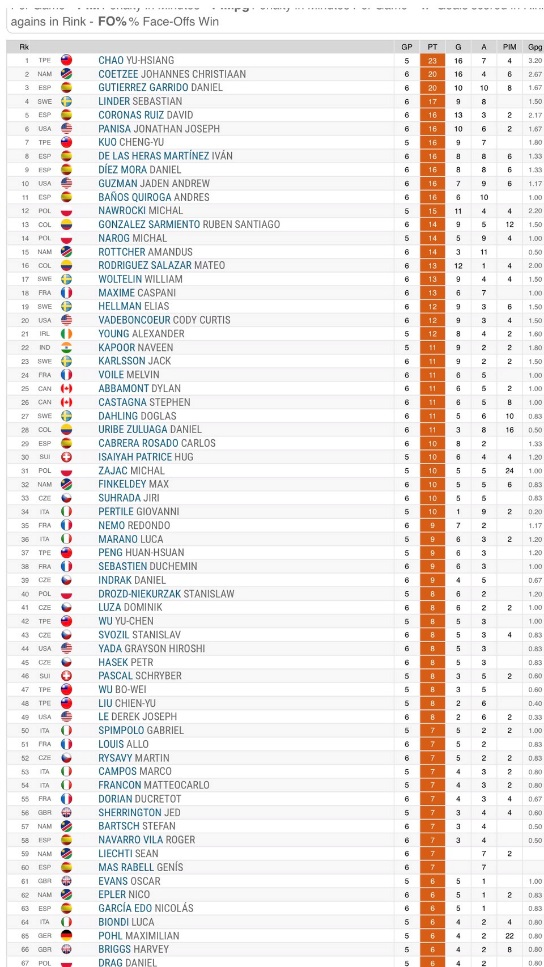 agains in Rink - FO% % Face-Offs Win
Rk GP PT G A PIM Gpg
1 TPE CHAO YU-HSIANG 5 23 16 7 4 3.20
2 NAM COETZEE JOHANNES CHRISTIAAN 6 20 16 4 6 2.67
3 ESP GUTIERREZ GARRIDO DANIEL 6 20 10 10 8 1.67
4 SWE LINDER SEBASTIAN 6 17 9 8 1.50
5 ESP CORONAS RUIZ DAVID 6 16 13 3 2 2.17
6 USA PANISA JONATHAN JOSEPH 6 16 10 6 2 1.67
7 TPE KUO CHENG-YU 5 16 9 7 1.80
8 ESP DE LAS HERAS MARTÍNEZ IVÁN 6 16 8 8 6 1.33
9 ESP DÍEZ MORA DANIEL 6 16 8 8 6 1.33
10 USA GUZMAN JADEN ANDREW 6 16 7 9 6 1.17
11 ESP BAÑOS QUIROGA ANDRES 6 16 6 10 1.00
12 POL NAWROCKI MICHAL 5 15 11 4 4 2.20
13 COL GONZALEZ SARMIENTO RUBEN SANTIAGO 6 14 9 5 12 1.50
14 POL NAROG MICHAL 5 14 5 9 4 1.00
15 NAM ROTTCHER AMANDUS 6 14 3 11 0.50
16 COL RODRIGUEZ SALAZAR MATEO 6 13 12 1 4 2.00
17 SWE WOLTELIN WILLIAM 6 13 9 4 4 1.50
18 FRA MAXIME CASPANI 6 13 6 7 1.00
19 SWE HELLMAN ELIAS 6 12 9 3 6 1.50
20 USA VADEBONCOEUR CODY CURTIS 6 12 9 3 4 1.50
21 IRL YOUNG ALEXANDER 5 12 8 4 2 1.60
22 IND KAPOOR NAVEEN 5 11 9 2 2 1.80
23 SWE KARLSSON JACK 6 11 9 2 2 1.50
24 FRA VOILE MELVIN 6 11 6 5 1.00
25 CAN ABBAMONT DYLAN 6 11 6 5 2 1.00
26 CAN CASTAGNA STEPHEN 6 11 6 5 8 1.00
27 SWE DAHLING DOGLAS 6 11 5 6 10 0.83
28 COL URIBE ZULUAGA DANIEL 6 11 3 8 16 0.50
29 ESP CABRERA ROSADO CARLOS 6 10 8 2 1.33
30 SUI ISAIYAH PATRICE HUG 5 10 6 4 4 1.20
31 POL ZAJAC MICHAL 5 10 5 5 24 1.00
32 NAM FINKELDEY MAX 6 10 5 5 6 0.83
33 CZE SUHRADA JIRI 6 10 5 5 0.83
34 ITA PERTILE GIOVANNI 5 10 1 9 2 0.20
35 FRA NEMO REDONDO 6 9 7 2 1.17
36 ITA MARANO LUCA 5 9 6 3 2 1.20
37 TPE PENG HUAN-HSUAN 5 9 6 3 1.20
38 FRA SEBASTIEN DUCHEMIN 6 9 6 3 1.00
39 CZE INDRAK DANIEL 6 9 4 5 0.67
40 POL DROZD-NIEKURZAK STANISLAW 5 8 6 2 1.20
41 CZE LUZA DOMINIK 6 8 6 2 2 1.00
42 TPE WU YU-CHEN 5 8 5 3 1.00
43 CZE SVOZIL STANISLAV 6 8 5 3 4 0.83
44 USA YADA GRAYSON HIROSHI 6 8 5 3 0.83
45 CZE HASEK PETR 6 8 5 3 0.83
46 SUI PASCAL SCHRYBER 5 8 3 5 2 0.60
47 TPE WU BO-WEI 5 8 3 5 0.60
48 TPE LIU CHIEN-YU 5 8 2 6 0.40
49 USA LE DEREK JOSEPH 6 8 2 6 2 0.33
50 ITA SPIMPOLO GABRIEL 5 7 5 2 2 1.00
51 FRA LOUIS ALLO 6 7 5 2 0.83
52 CZE RYSAVY MARTIN 6 7 5 2 2 0.83
53 ITA CAMPOS MARCO 5 7 4 3 2 0.80
54 ITA FRANCON MATTEOCARLO 5 7 4 3 2 0.80
55 FRA DORIAN DUCRETOT 6 7 4 3 4 0.67
56 GBR SHERRINGTON JED 5 7 3 4 4 0.60
57 NAM BARTSCH STEFAN 6 7 3 4 0.50
58 ESP NAVARRO VILA ROGER 6 7 3 4 0.50
59 NAM LIECHTI SEAN 6 7 7 2
60 ESP MAS RABELL GENÍS 6 7 7
61 GBR EVANS OSCAR 5 6 5 1 1.00
62 NAM EPLER NICO 6 6 5 1 2 0.83
63 ESP GARCÍA EDO NICOLÁS 6 6 5 1 0.83
64 ITA BIONDI LUCA 5 6 4 2 4 0.80
65 GER POHL MAXIMILIAN 5 6 4 2 22 0.80
66 GBR BRIGGS HARVEY 5 6 4 2 8 0.80
67 POL DRAG DANIEL 5 6 4 2 0.80